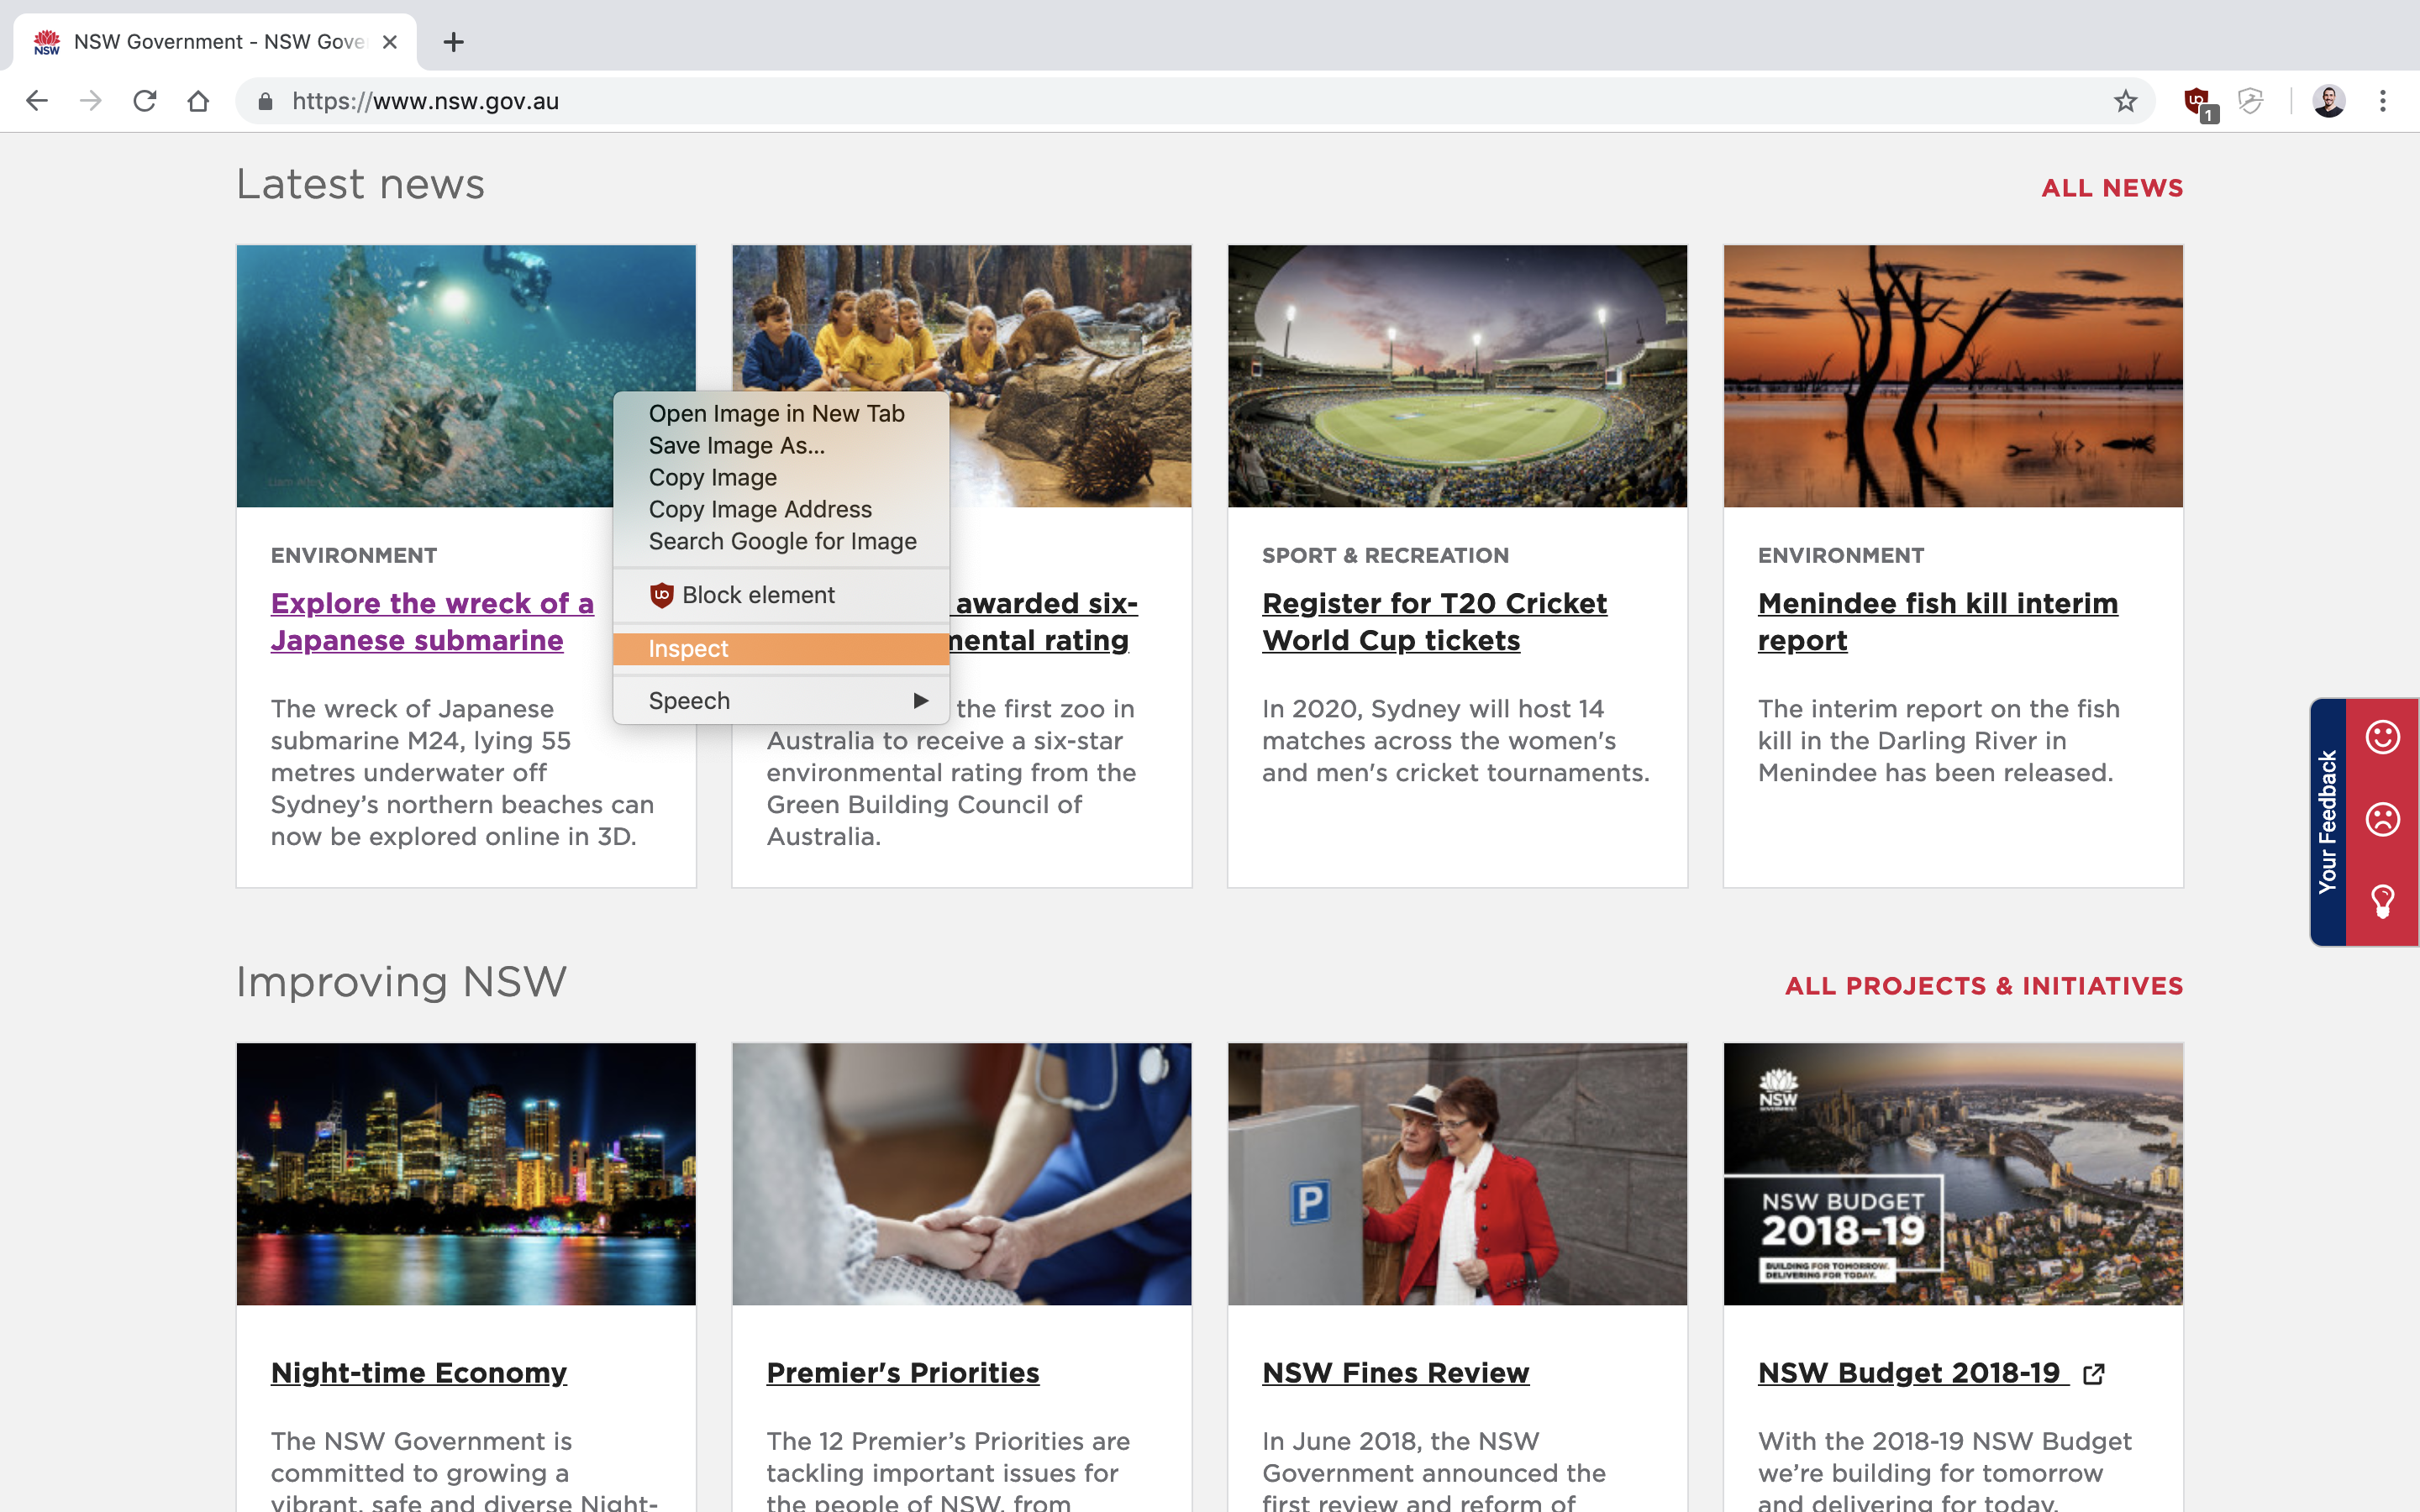 NSW Government - NSW Gove
https://www.nsw.gov.au
1
Latest news
ALL NEWS
Open Image in New Tab
Save Image As...
Copy Image
Copy Image Address
Search Google for Image
Block element
Inspect
Speech
ENVIRONMENT
Explore the wreck of a
Japanese submarine
The wreck of Japanese
submarine M24, lying 55
metres underwater off
Sydney’s northern beaches can
now be explored online in 3D.
awarded six-
mental rating
the first zoo in
Australia to receive a six-star
environmental rating from the
Green Building Council of
Australia.
SPORT & RECREATION
Register for T20 Cricket
World Cup tickets
In 2020, Sydney will host 14
matches across the women's
and men's cricket tournaments.
ENVIRONMENT
Menindee fish kill interim
report
The interim report on the fish
kill in the Darling River in
Menindee has been released.
Your Feedback
Improving NSW
ALL PROJECTS & INITIATIVES
P
NSW
GOVERNMENT
NSW BUDGET
2018-19
BUILDING FOR TOMORROW.
DELIVERING FOR TODAY.
Night-time Economy
The NSW Government is
committed to growing a
vibrant, safe and diverse Night-
Premier's Priorities
The 12 Premier’s Priorities are
tackling important issues for
the people of NSW, from
NSW Fines Review
In June 2018, the NSW
Government announced the
first review and reform of
NSW Budget 2018-19
With the 2018-19 NSW Budget
we’re building for tomorrow
and delivering for today.